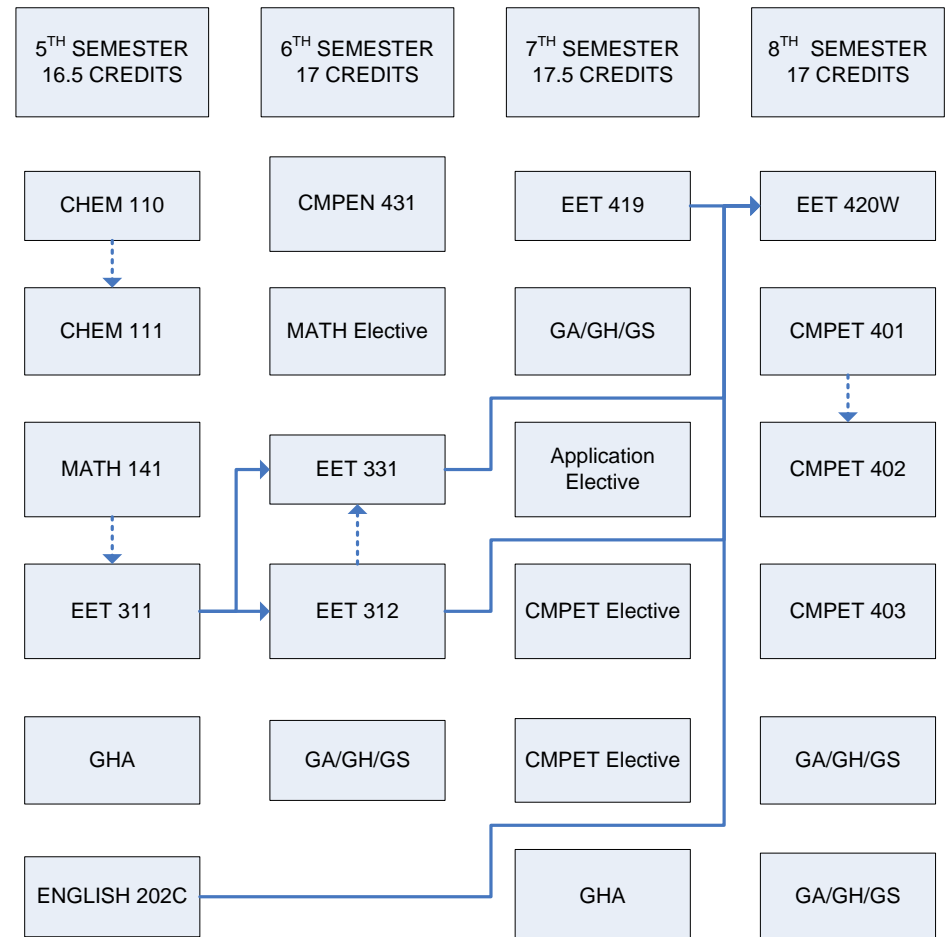 5TH SEMESTER
16.5 CREDITS
6TH SEMESTER
17 CREDITS
7TH SEMESTER
17.5 CREDITS
8TH SEMESTER
17 CREDITS
CHEM 110
CMPEN 431
EET 419
EET 420W
CHEM 111
MATH Elective
GA/GH/GS
CMPET 401
MATH 141
EET 331
Application
Elective
CMPET 402
EET 311
EET 312
CMPET Elective
CMPET 403
GHA
GA/GH/GS
CMPET Elective
GA/GH/GS
ENGLISH 202C
GHA
GA/GH/GS